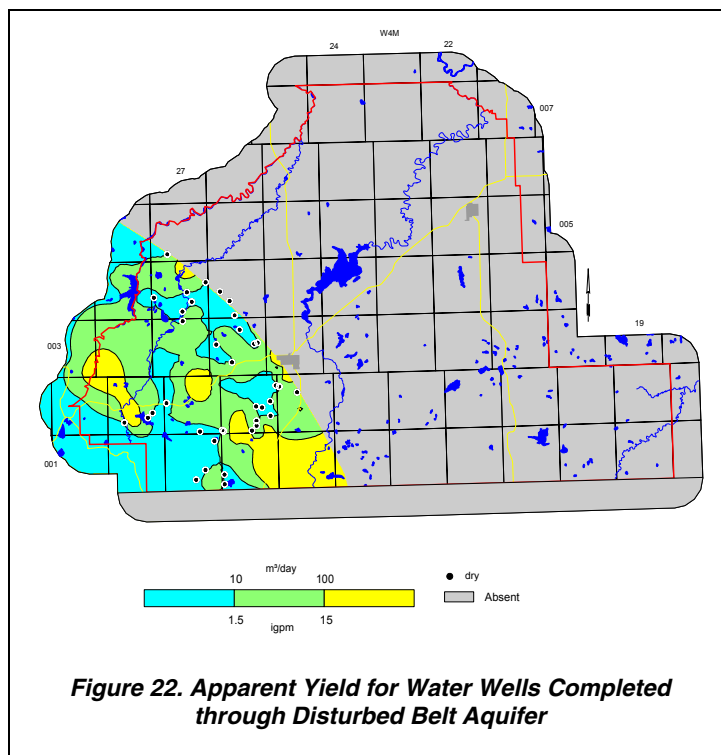 W4M
24
22
007
27
005
003
19
001
m³/day
10
100
dry
Absent
1.5
15
igpm
Figure 22. Apparent Yield for Water Wells Completed
through Disturbed Belt Aquifer